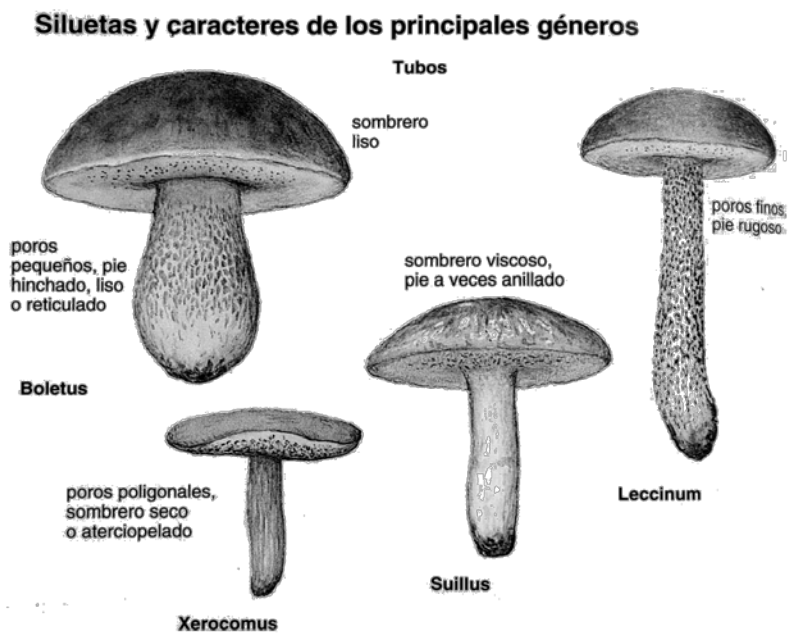 Siluetas y caracteres de los principales géneros
Tubos
sombrero
liso
poros
pequeños, pie
hinchado, liso
o reticulado
Boletus
sombrero viscoso,
pie a veces anillado
Suillus
poros finos,
pie rugoso
Leccinum
poros poligonales,
sombrero seco
o aterciopelado
Xerocomus